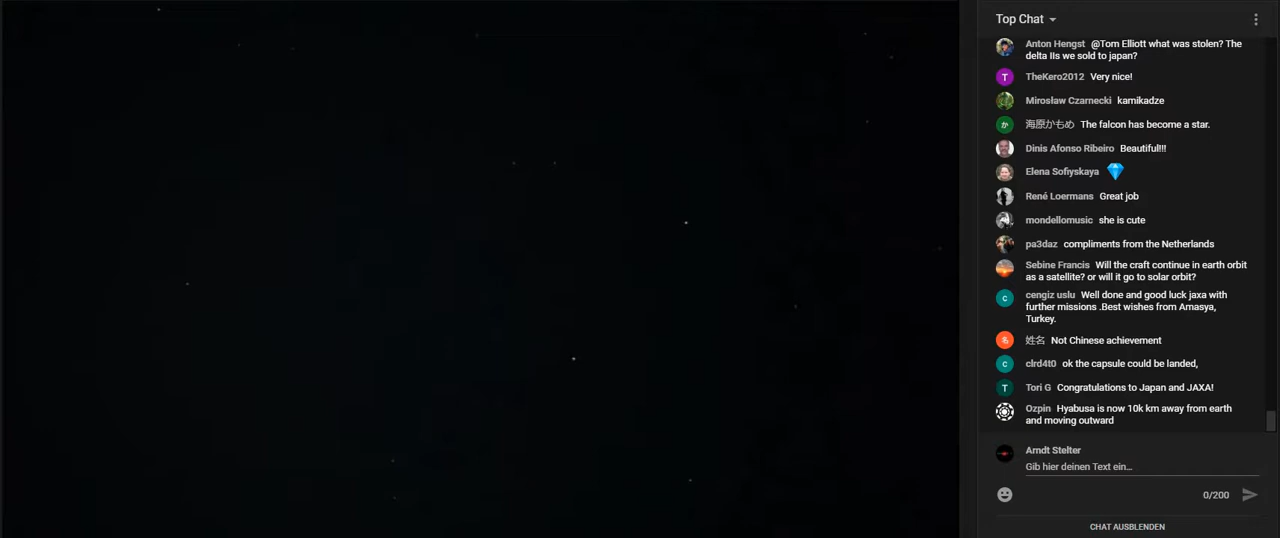 Top Chat
Anton Hengst @Tom Elliott what was stolen? The
delta IIs we sold to japan?
TheKero2012 Very nice!
Mirosław Czarnecki kamikadze
海原かもめ The falcon has become a star.
Dinis Afonso Ribeiro Beautiful!!!
Elena Sofiyskaya
René Loermans Great job
mondellomusic she is cute
pa3daz compliments from the Netherlands
Sebine Francis Will the craft continue in earth orbit
as a satellite? or will it go to solar orbit?
cengiz uslu Well done and good luck jaxa with
further missions .Best wishes from Amasya,
Turkey.
姓名 Not Chinese achievement
clrd4t0 ok the capsule could be landed,
Tori G Congratulations to Japan and JAXA!
Ozpin Hyabusa is now 10k km away from earth
and moving outward
Arndt Stelter
Gib hier deinen Text ein...
0/200
CHAT AUSBLENDEN